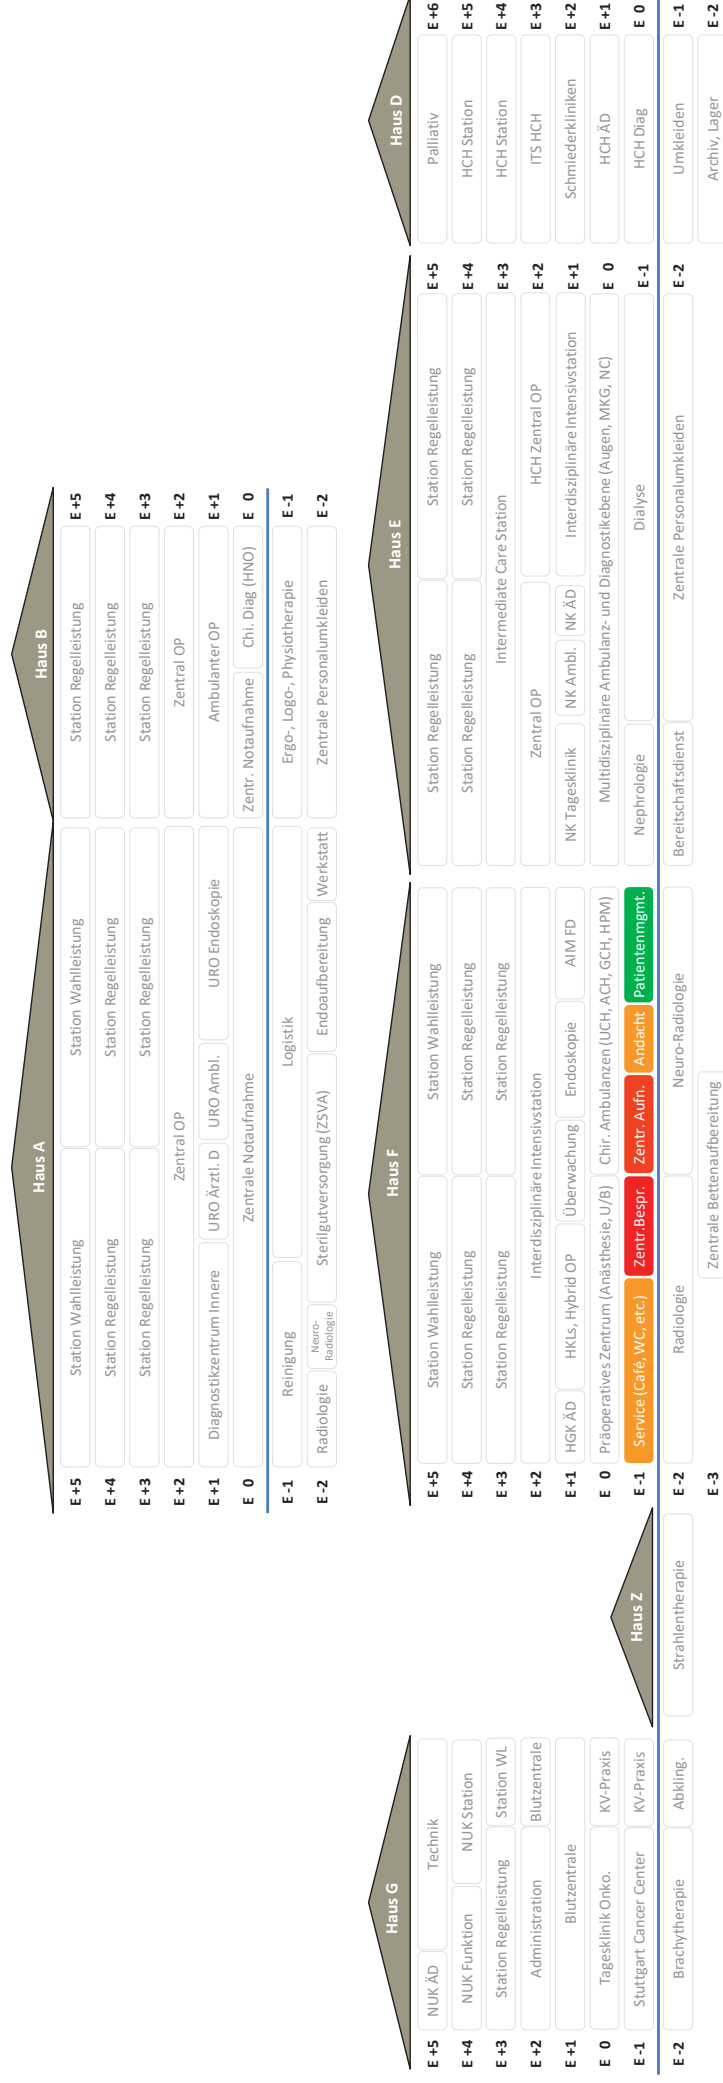 Haus A
Haus B
E +5
Station Wahlleistung
Station Wahlleistung
Station Regelleistung
E +5
E +4
Station Regelleistung
Station Regelleistung
Station Regelleistung
E +4
E +3
Station Regelleistung
Station Regelleistung
Station Regelleistung
E +3
E +2
Zentral OP
Zentral OP
E +2
E +1
Diagnostikzentrum Innere
URO Ärztl. D
URO Ambl.
URO Endoskopie
Ambulanter OP
E +1
E 0
Zentrale Notaufnahme
Zentr. Notaufnahme
Chi. Diag (HNO)
E 0
E -1
Reinigung
Logistik
Ergo-, Logo-, Physiotherapie
E -1
E -2
Radiologie
Neuro-
Radiologie
Sterilgutversorgung (ZSVA)
Endoaufbereitung
Werkstatt
Zentrale Personalumkleiden
E -2
Haus G
E +5
NUK ÄD
Technik
E +4
NUK Funktion
NUK Station
E +3
Station Regelleistung
Station WL
E +2
Administration
Blutzentrale
E +1
Blutzentrale
E 0
Tagesklinik Onko.
KV-Praxis
E -1
Stuttgart Cancer Center
KV-Praxis
E -2
Brachytherapie
Abkling.
Haus Z
Strahlentherapie
Haus F
E +5
Station Wahlleistung
Station Wahlleistung
E +4
Station Regelleistung
Station Regelleistung
E +3
Station Regelleistung
Station Regelleistung
E +2
Interdisziplinäre Intensivstation
E +1
HGK ÄD
HKLs, Hybrid OP
Überwachung
Endoskopie
AIM FD
E 0
Präoperatives Zentrum (Anästhesie, U/B)
Chir. Ambulanzen (UCH, ACH, GCH, HPM)
E -1
Service (Café, WC, etc.)
Zentr.Bespr.
Zentr. Aufn.
Andacht
Patientenmgmt.
E -2
Radiologie
Neuro-Radiologie
E -3
Zentrale Bettenaufbereitung
Haus E
Station Regelleistung
Station Regelleistung
E +5
Station Regelleistung
Station Regelleistung
E +4
Intermediate Care Station
E +3
Zentral OP
HCH Zentral OP
E +2
NK Tagesklinik
NK Ambl.
NK ÄD
Interdisziplinäre Intensivstation
E +1
Multidisziplinäre Ambulanz- und Diagnostikebene (Augen, MKG, NC)
E 0
Nephrologie
Dialyse
E -1
Bereitschaftsdienst
Zentrale Personalumkleiden
E -2
Haus D
Palliativ
E +6
HCH Station
E +5
HCH Station
E +4
ITS HCH
E +3
Schmiederkliniken
E +2
HCH ÄD
E +1
HCH Diag
E 0
Umkleiden
E -1
Archiv, Lager
E -2